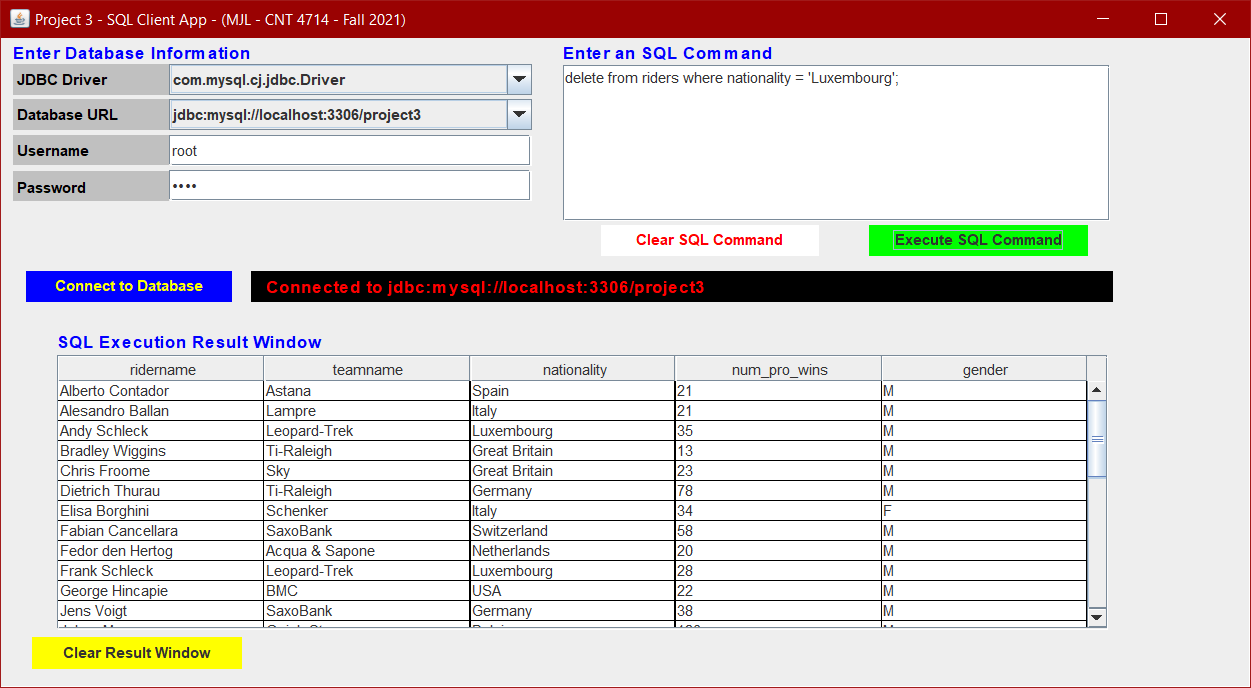 Project 3 - SQL Client App - (MJL - CNT 4714 - Fall 2021)
Enter Database Information
JDBC Driver com.mysql.cj.jdbc.Driver
Database URL jdbc:mysql://localhost:3306/project3
Username root
Password ••••
Enter an SQL Command
delete from riders where nationality = 'Luxembourg';
Clear SQL Command Execute SQL Command
Connect to Database Connected to jdbc:mysql://localhost:3306/project3
SQL Execution Result Window
ridername teamname nationality num_pro_wins gender
Alberto Contador Astana Spain 21 M
Alesandro Ballan Lampre Italy 21 M
Andy Schleck Leopard-Trek Luxembourg 35 M
Bradley Wiggins Ti-Raleigh Great Britain 13 M
Chris Froome Sky Great Britain 23 M
Dietrich Thurau Ti-Raleigh Germany 78 M
Elisa Borghini Schenker Italy 34 F
Fabian Cancellara SaxoBank Switzerland 58 M
Fedor den Hertog Acqua & Sapone Netherlands 20 M
Frank Schleck Leopard-Trek Luxembourg 28 M
George Hincapie BMC USA 22 M
Jens Voigt SaxoBank Germany 38 M
Clear Result Window